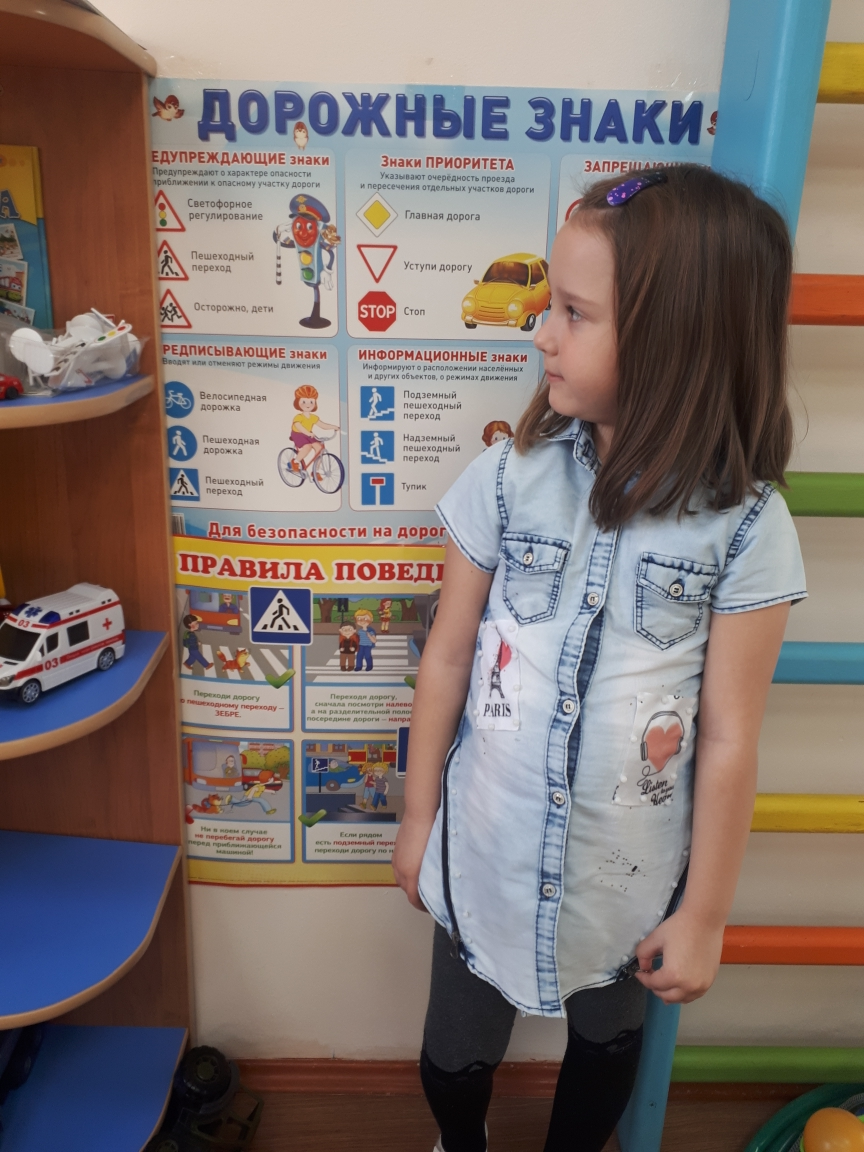 ДОРОЖНЫЕ ЗНАКИ
ЕДУПРЕЖДАЮЩИЕ знаки
Предупреждают о характере опасности
приближении к опасному участку дороги
Светофорное
регулирование
Пешеходный
переход
Осторожно, дети
Знаки ПРИОРИТЕТА
Указывают очерёдность проезда
и пересечения отдельных участков дороги
Главная дорога
Уступи дорогу
STOP
Стоп
ЗАПРЕЩАЮЩ
РЕДПИСЫВАЮЩИЕ знаки
Вводят или отменяют режимы движения
Велосипедная
дорожка
Пешеходная
дорожка
Пешеходный
переход
ИНФОРМАЦИОННЫЕ знаки
Информируют о расположении населённых
и других объектов, о режимах движения
Подземный
пешеходный
переход
Надземный
пешеходный
переход
Тупик
Для безопасности на дорог
ПРАВИЛА ПОВЕДЕ
Переходи дорогу
о пешеходному переходу –
ЗЕБРЕ.
Переходя дорогу,
сначала посмотри налево
а на разделительной поло
посередине дороги – напра
Ни в коем случае
не перебегай дорогу
перед приближающейся
машиной!
Если рядом
есть подземный пере
переходи дорогу по н
03
03
PARIS
Listen